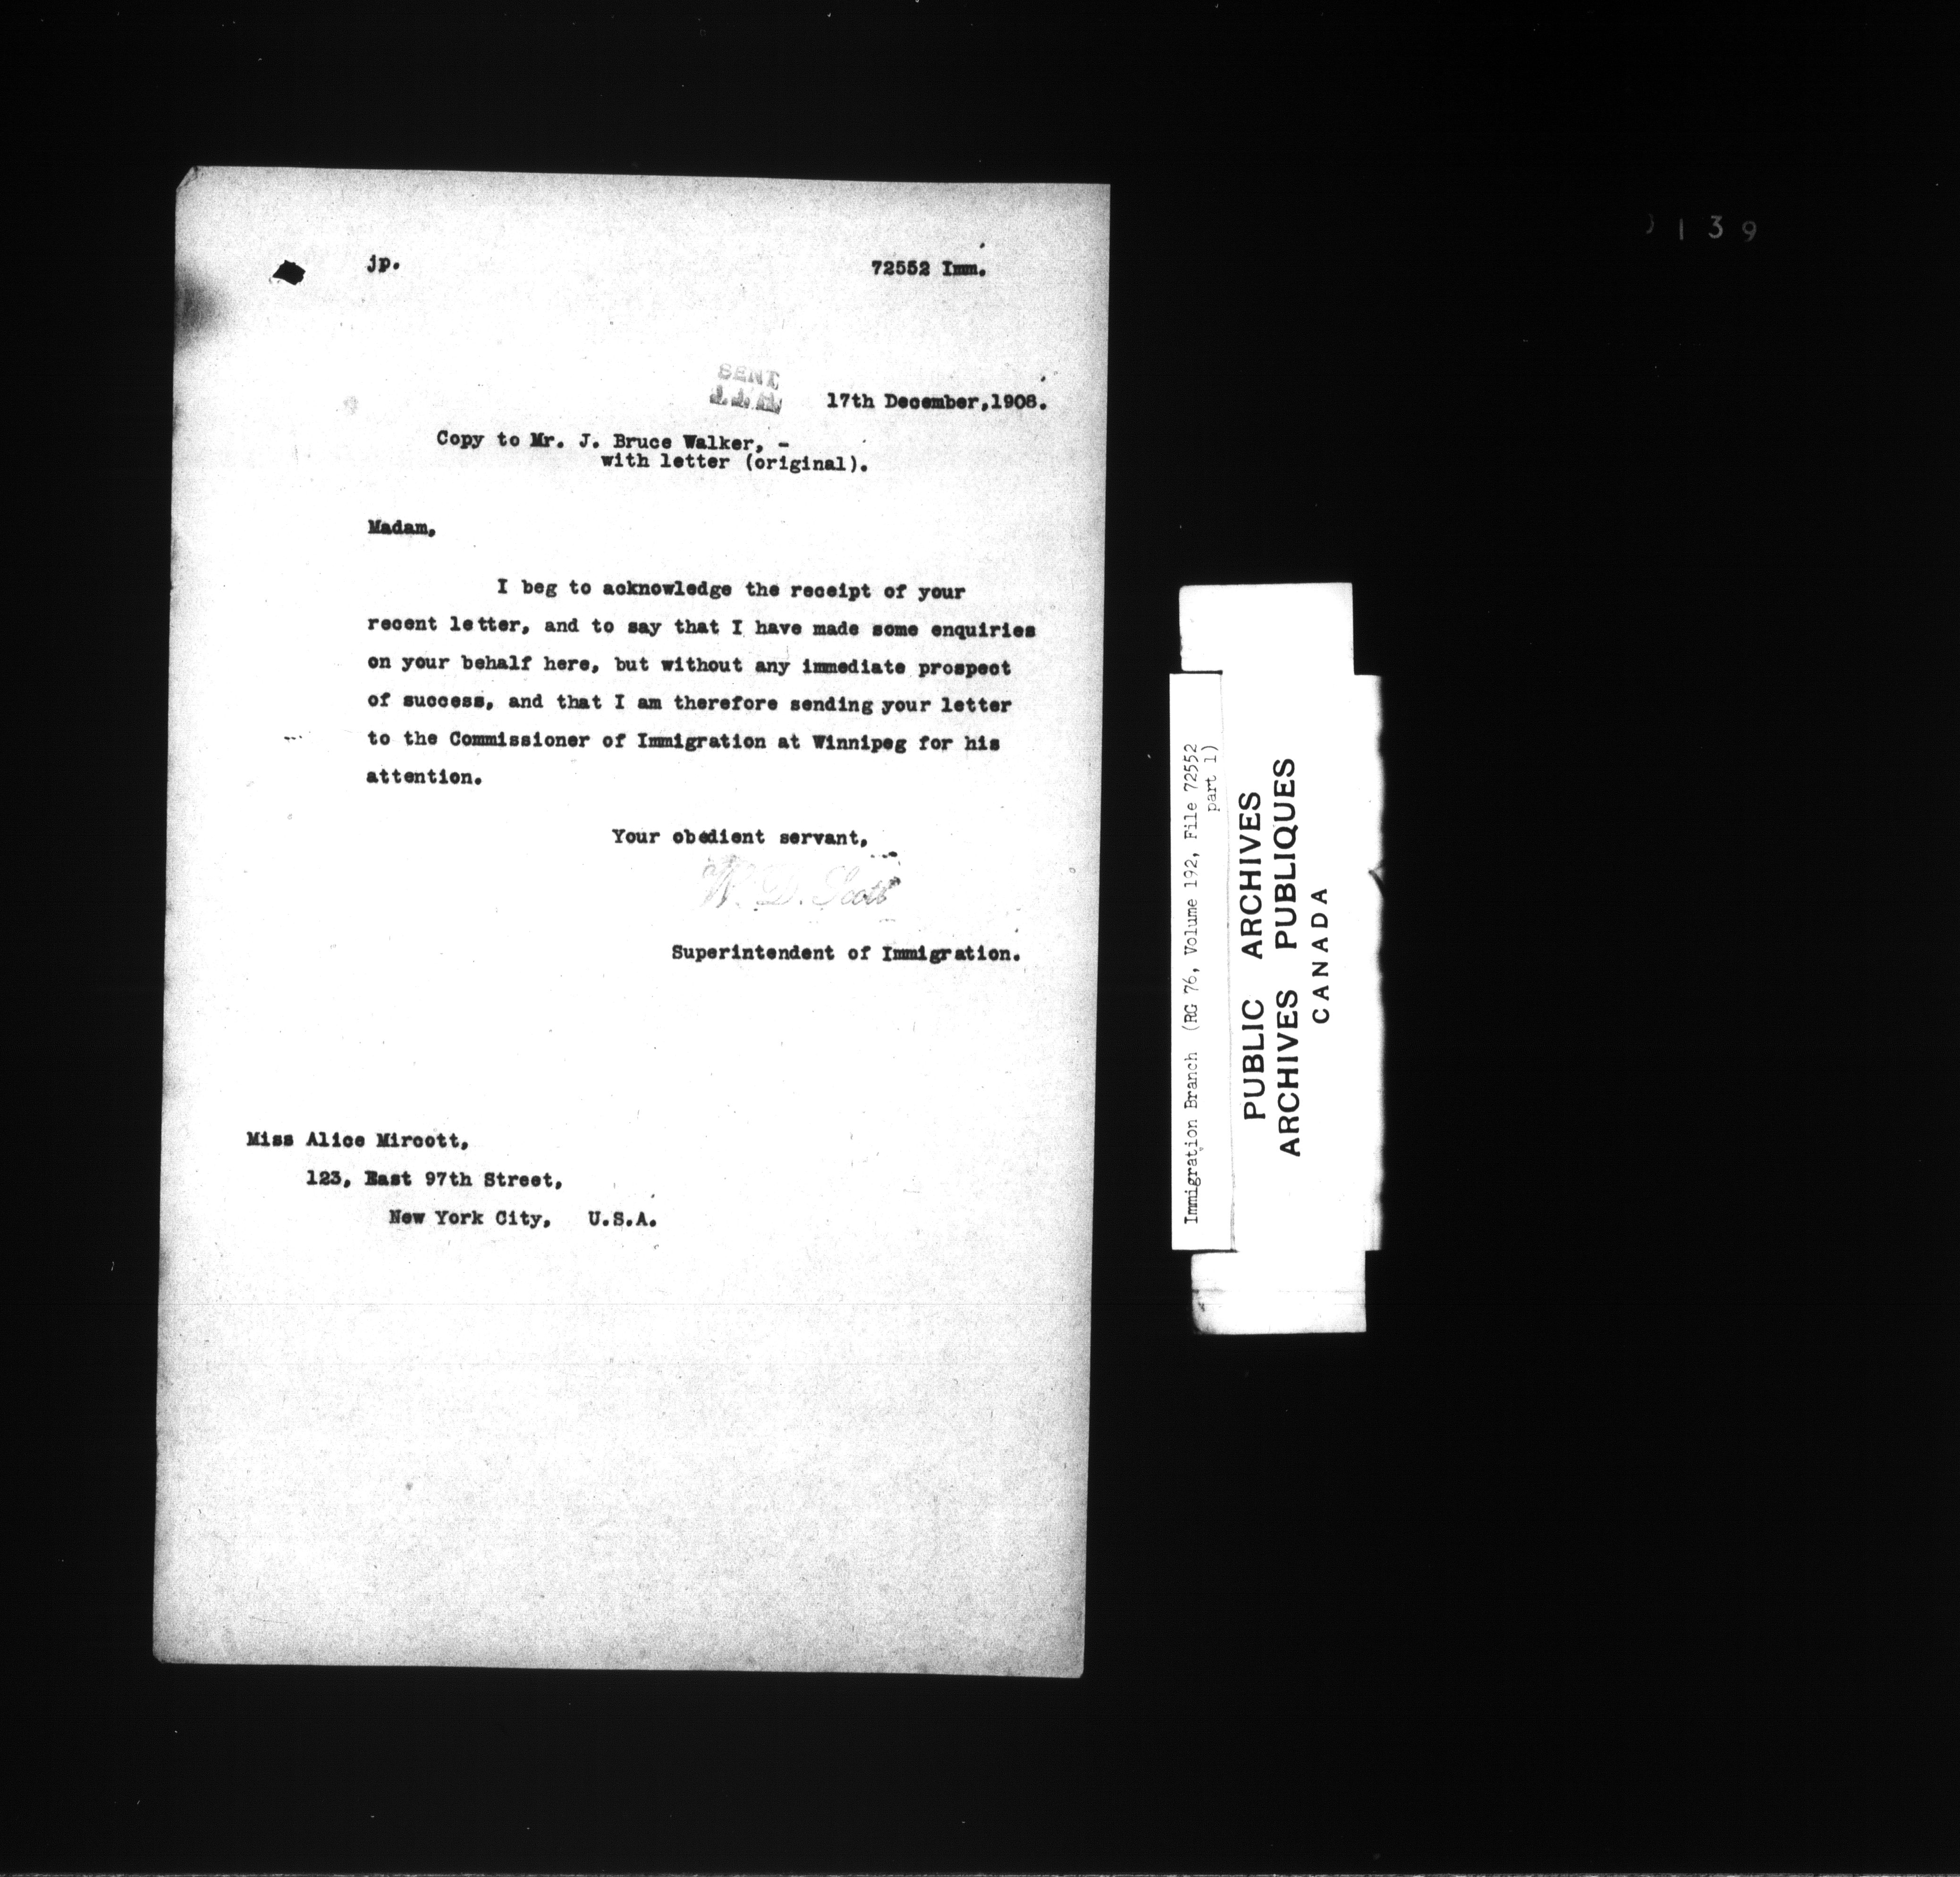 jp.
72552 Imm.
SENT
17th December,1908.
Copy to Mr. J. Bruce Walker, -
with letter (original).
Madam,
I beg to acknowledge the receipt of your
recent letter, and to say that I have made some enquiries
on your behalf here, but without any immediate prospect
of success, and that I am therefore sending your letter
to the Commissioner of Immigration at Winnipeg for his
attention.
Your obedient servant,
W. D. Scott
Superintendent of Immigration.
Miss Alice Mircott,
123, East 97th Street,
New York City, U.S.A.
Immigration Branch (RG 76, Volume 192, File 72552
part 1)
PUBLIC ARCHIVES
ARCHIVES PUBLIQUES
CANADA
139